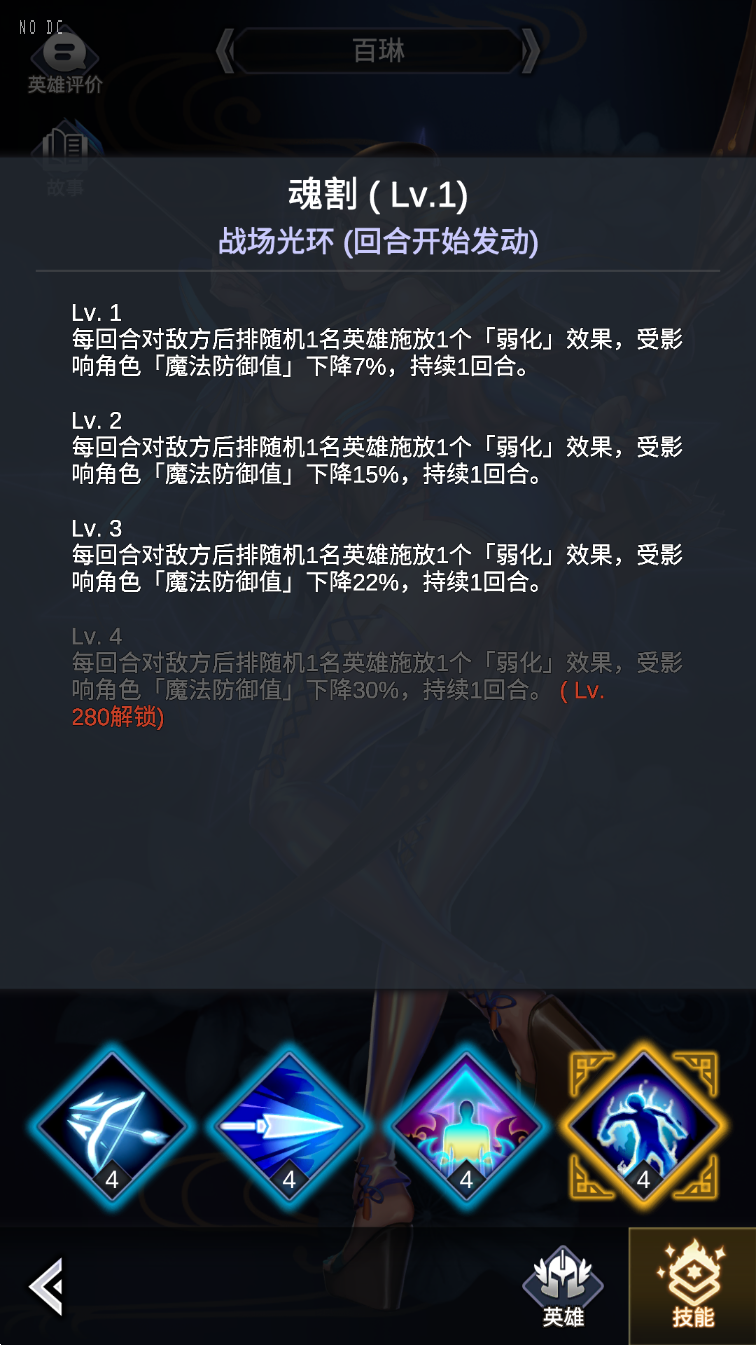 NO DC
百琳
英雄评价
故事
魂割 ( Lv.1)
战场光环 (回合开始发动)
Lv. 1
每回合对敌方后排随机1名英雄施放1个「弱化」效果，受影
响角色「魔法防御值」下降7%，持续1回合。
Lv. 2
每回合对敌方后排随机1名英雄施放1个「弱化」效果，受影
响角色「魔法防御值」下降15%，持续1回合。
Lv. 3
每回合对敌方后排随机1名英雄施放1个「弱化」效果，受影
响角色「魔法防御值」下降22%，持续1回合。
Lv. 4
每回合对敌方后排随机1名英雄施放1个「弱化」效果，受影
响角色「魔法防御值」下降30%，持续1回合。 ( Lv.
280解锁)
4
4
4
4
英雄
技能